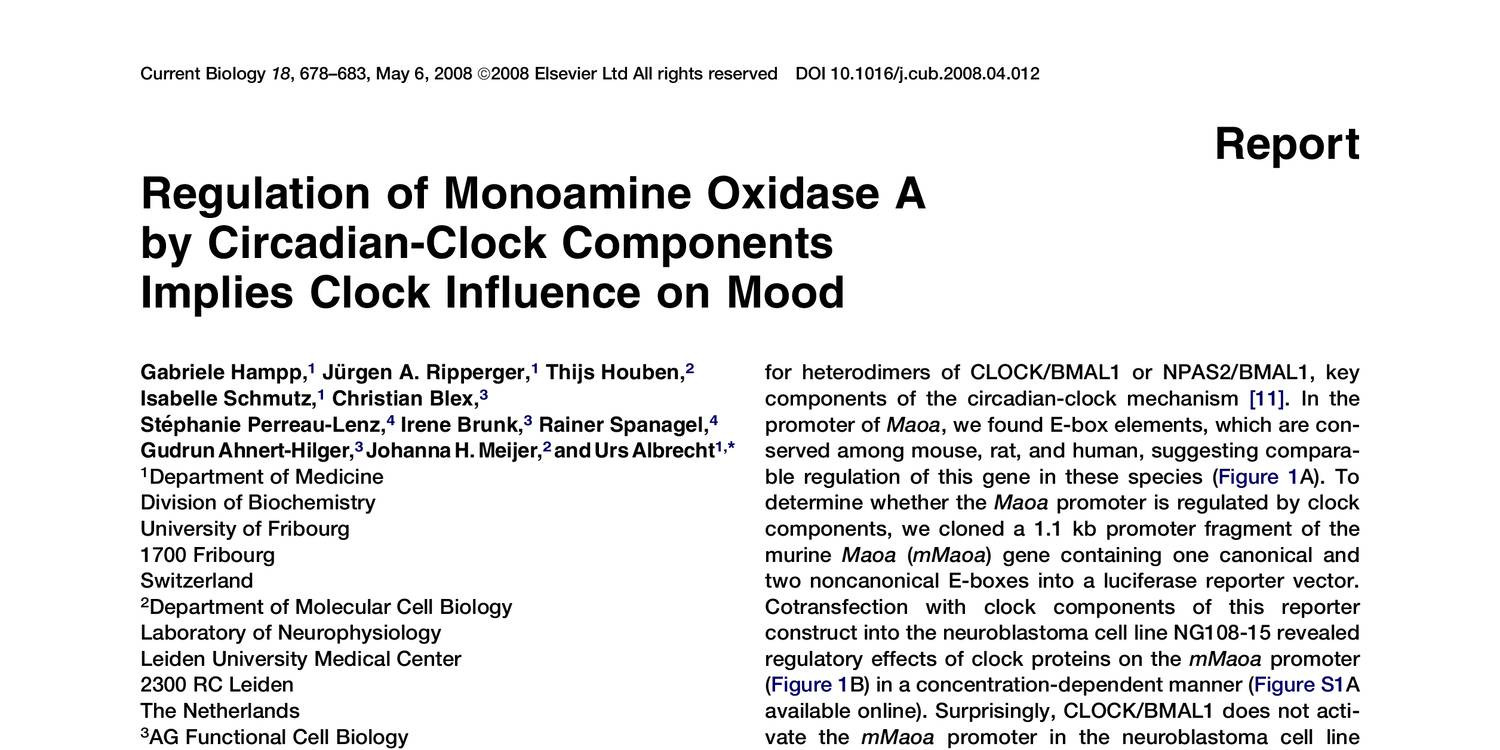 Current Biology 18, 678–683, May 6, 2008 ©2008 Elsevier Ltd All rights reserved DOI 10.1016/j.cub.2008.04.012
Report
Regulation of Monoamine Oxidase A
by Circadian-Clock Components
Implies Clock Influence on Mood
Gabriele Hampp,1 Jürgen A. Ripperger,1 Thijs Houben,2
Isabelle Schmutz,1 Christian Blex,3
Stéphanie Perreau-Lenz,4 Irene Brunk,3 Rainer Spanagel,4
Gudrun Ahnert-Hilger,3 Johanna H. Meijer,2 and Urs Albrecht1,*
1Department of Medicine
Division of Biochemistry
University of Fribourg
1700 Fribourg
Switzerland
2Department of Molecular Cell Biology
Laboratory of Neurophysiology
Leiden University Medical Center
2300 RC Leiden
The Netherlands
3AG Functional Cell Biology
for heterodimers of CLOCK/BMAL1 or NPAS2/BMAL1, key
components of the circadian-clock mechanism [11]. In the
promoter of Maoa, we found E-box elements, which are con-
served among mouse, rat, and human, suggesting compara-
ble regulation of this gene in these species (Figure 1A). To
determine whether the Maoa promoter is regulated by clock
components, we cloned a 1.1 kb promoter fragment of the
murine Maoa (mMaoa) gene containing one canonical and
two noncanonical E-boxes into a luciferase reporter vector.
Cotransfection with clock components of this reporter
construct into the neuroblastoma cell line NG108-15 revealed
regulatory effects of clock proteins on the mMaoa promoter
(Figure 1B) in a concentration-dependent manner (Figure S1A
available online). Surprisingly, CLOCK/BMAL1 does not acti-
vate the mMaoa promoter in the neuroblastoma cell line